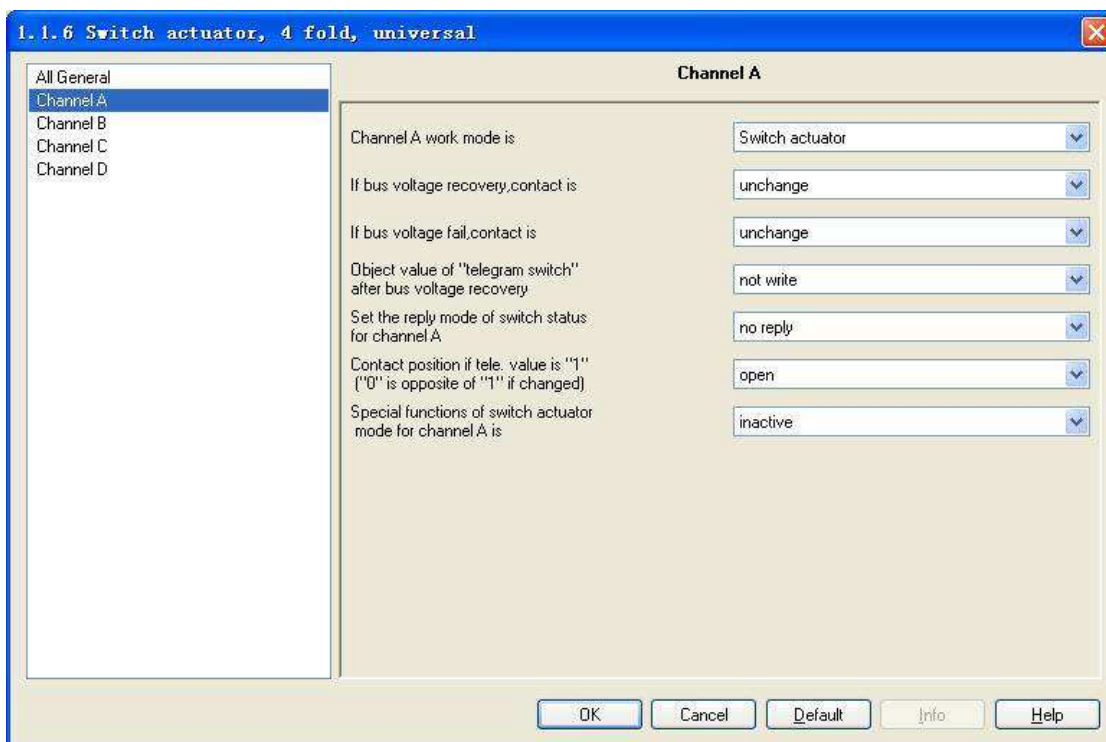 1.1.6 Switch actuator, 4 fold, universal
All General
Channel A
Channel B
Channel C
Channel D
Channel A
Channel A work mode is
Switch actuator
If bus voltage recovery,contact is
unchange
If bus voltage fail,contact is
unchange
Object value of "telegram switch"
after bus voltage recovery
not write
Set the reply mode of switch status
for channel A
no reply
Contact position if tele. value is "1"
("0" is opposite of "1" if changed)
open
Special functions of switch actuator
mode for channel A is
inactive
OK
Cancel
Default
Info
Help